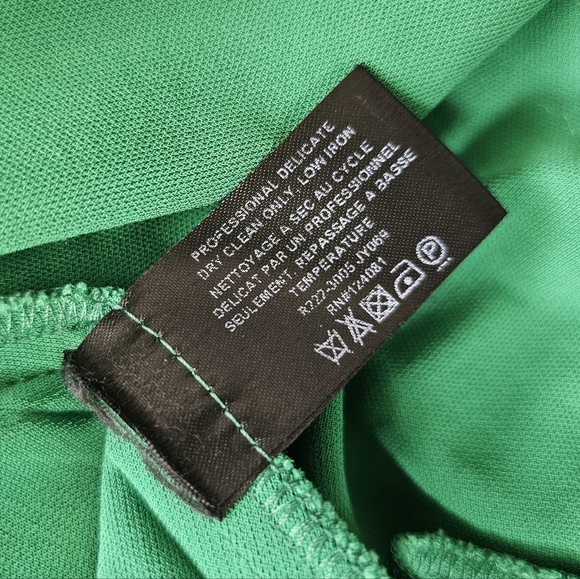 PROFESSIONAL DELICATE
DRY CLEAN ONLY. LOW IRON
NETTOYAGE A SEC AU CYCLE
DELICAT PAR UN PROFESSIONNEL
SEULEMENT. REPASSAGE A BASSE
TEMPERATURE
R722-3005 JY069
RN#124081
P